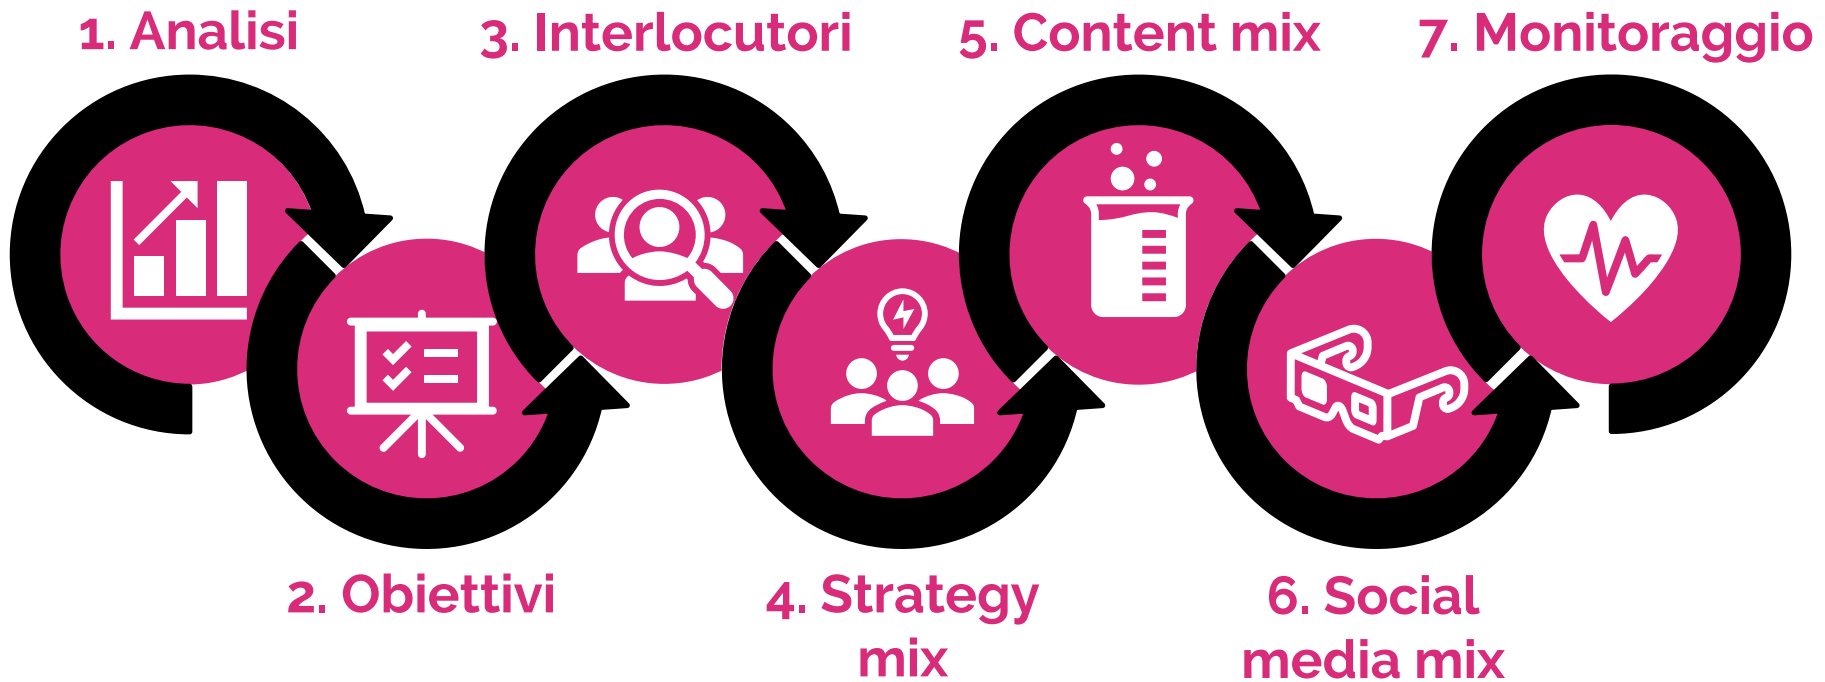 1. Analisi
2. Obiettivi
3. Interlocutori
4. Strategy
mix
5. Content mix
6. Social
media mix
7. Monitoraggio